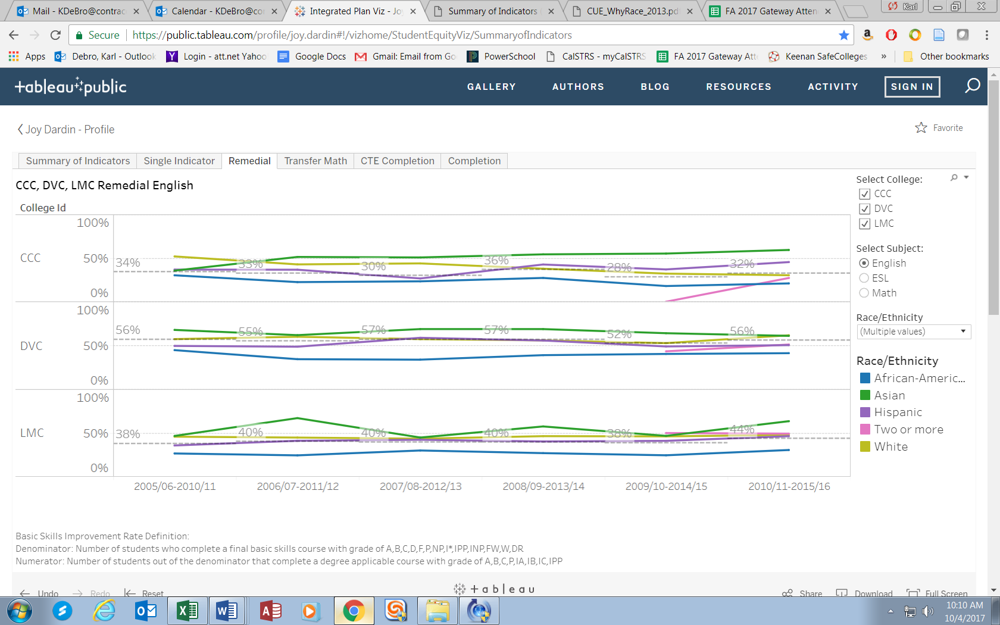 Mail - KDeBro@contrac
Calendar - KDeBro@co
Integrated Plan Viz - Jo
Summary of Indicators
CUE_WhyRace_2013.pd
FA 2017 Gateway Atten
Karl
Secure
https://public.tableau.com/profile/joy.dardin#!/vizhome/StudentEquityViz/SummaryofIndicators
Apps
Debro, Karl - Outlook
Login - att.net Yahoo
Google Docs
Gmail: Email from Go
PowerSchool
CalSTRS - myCalSTRS
FA 2017 Gateway Atte
Keenan SafeColleges
»
Other bookmarks
+ableau public
GALLERY
AUTHORS
BLOG
RESOURCES
ACTIVITY
SIGN IN
Joy Dardin - Profile
Favorite
Summary of Indicators
Single Indicator
Remedial
Transfer Math
CTE Completion
Completion
CCC, DVC, LMC Remedial English
College Id
CCC
100%
50%
0%
34%
33%
30%
36%
28%
32%
DVC
100%
50%
0%
56%
55%
57%
57%
52%
56%
LMC
100%
50%
0%
38%
40%
40%
40%
38%
44%
2005/06-2010/11
2006/07-2011/12
2007/08-2012/13
2008/09-2013/14
2009/10-2014/15
2010/11-2015/16
Select College:
CCC
DVC
LMC
Select Subject:
English
ESL
Math
Race/Ethnicity
(Multiple values)
Race/Ethnicity
African-Americ...
Asian
Hispanic
Two or more
White
Basic Skills Improvement Rate Definition:
Denominator: Number of students who complete a final basic skills course with grade of A,B,C,D,F,P,NP,I*,IPP,INP,FW,W,DR
Numerator: Number of students out of the denominator that complete a degree applicable course with grade of A,B,C,P,IA,IB,IC,IPP
Undo
Redo
Reset
+ a b l e a u
Share
Download
Full Screen
10:10 AM
10/4/2017